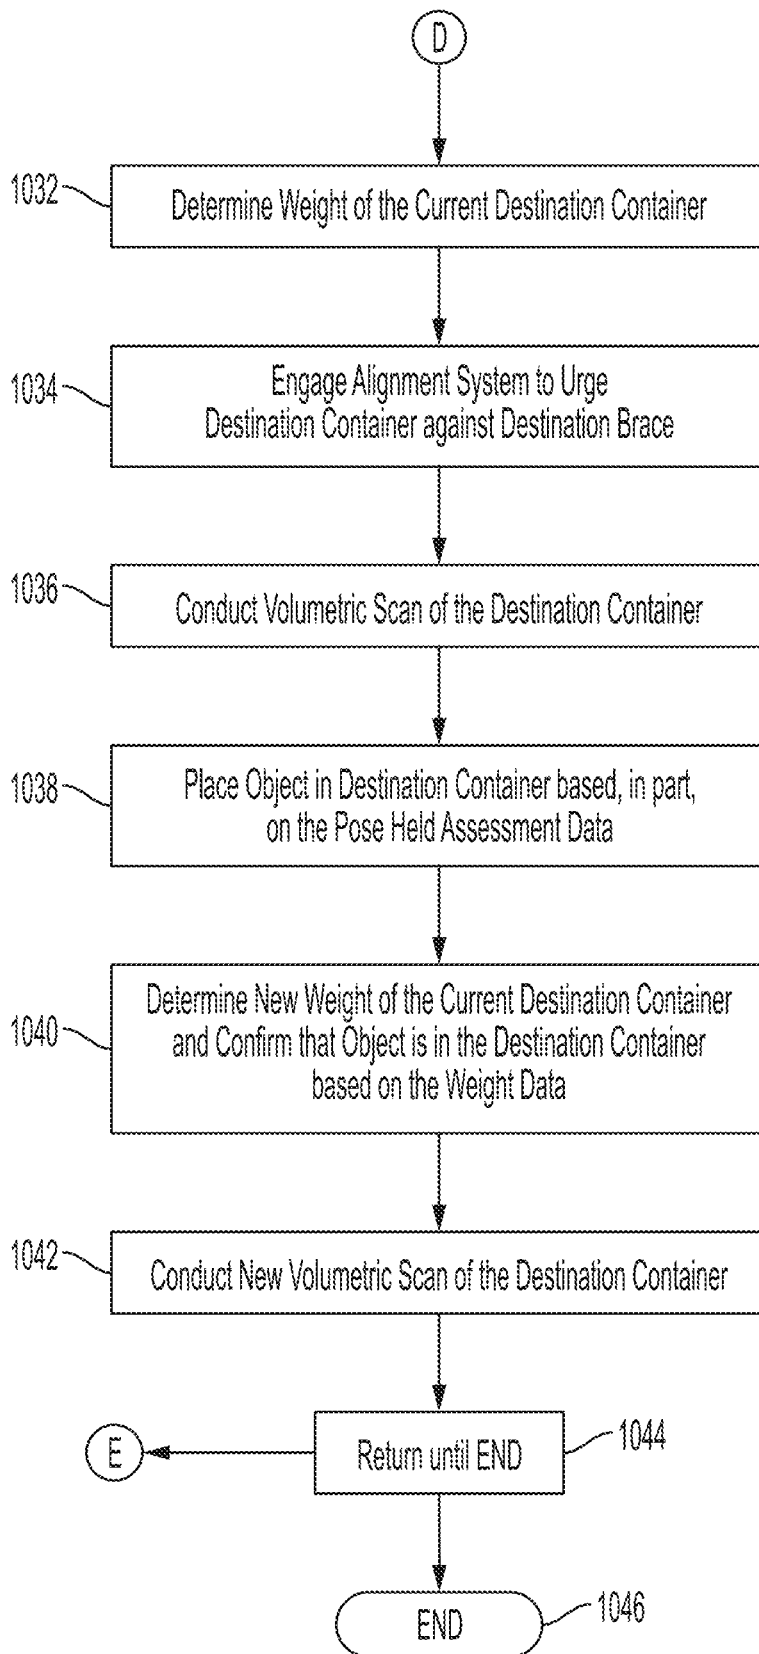 D
1032
Determine Weight of the Current Destination Container
1034
Engage Alignment System to Urge
Destination Container against Destination Brace
1036
Conduct Volumetric Scan of the Destination Container
1038
Place Object in Destination Container based, in part,
on the Pose Held Assessment Data
1040
Determine New Weight of the Current Destination Container
and Confirm that Object is in the Destination Container
based on the Weight Data
1042
Conduct New Volumetric Scan of the Destination Container
E
Return until END
1044
END
1046